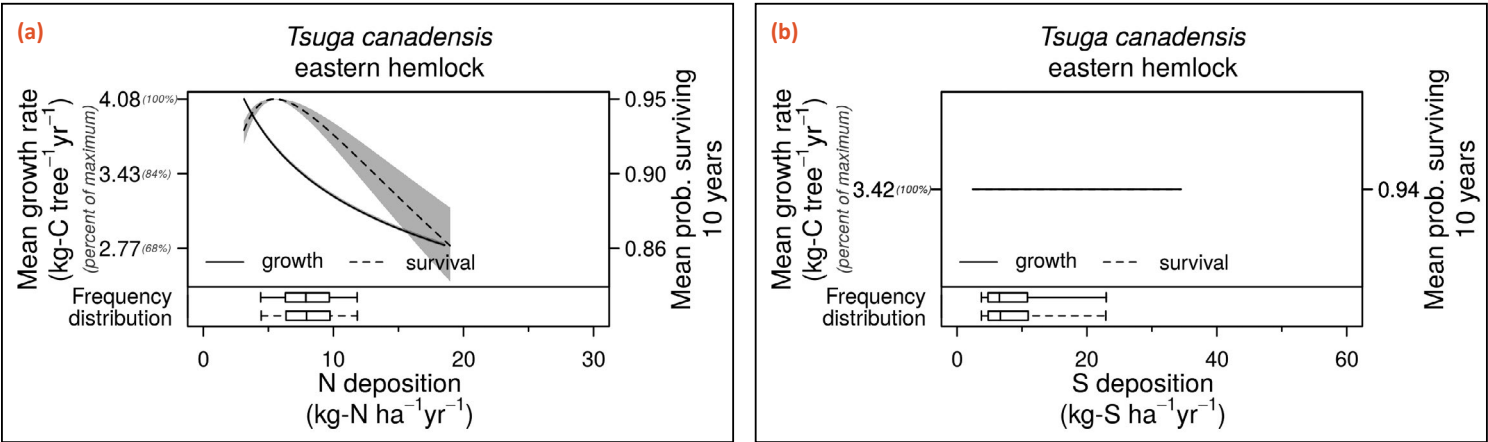 (a)
Tsuga canadensis
eastern hemlock
Mean growth rate
(kg-C tree⁻¹yr⁻¹)
(percent of maximum)
4.08(100%)
3.43(84%)
2.77(68%)
0.95
0.90
0.86
Mean prob. surviving
10 years
growth survival
Frequency
distribution
0 10 20 30
N deposition
(kg-N ha⁻¹yr⁻¹)
(b)
Tsuga canadensis
eastern hemlock
Mean growth rate
(kg-C tree⁻¹yr⁻¹)
(percent of maximum)
3.42(100%)
0.94
Mean prob. surviving
10 years
growth survival
Frequency
distribution
0 20 40 60
S deposition
(kg-S ha⁻¹yr⁻¹)